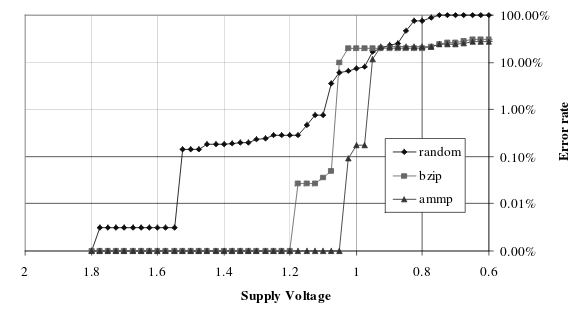 100.00%
10.00%
1.00%
0.10%
0.01%
0.00%
Error rate
random
bzip
ammp
2 1.8 1.6 1.4 1.2 1 0.8 0.6
Supply Voltage